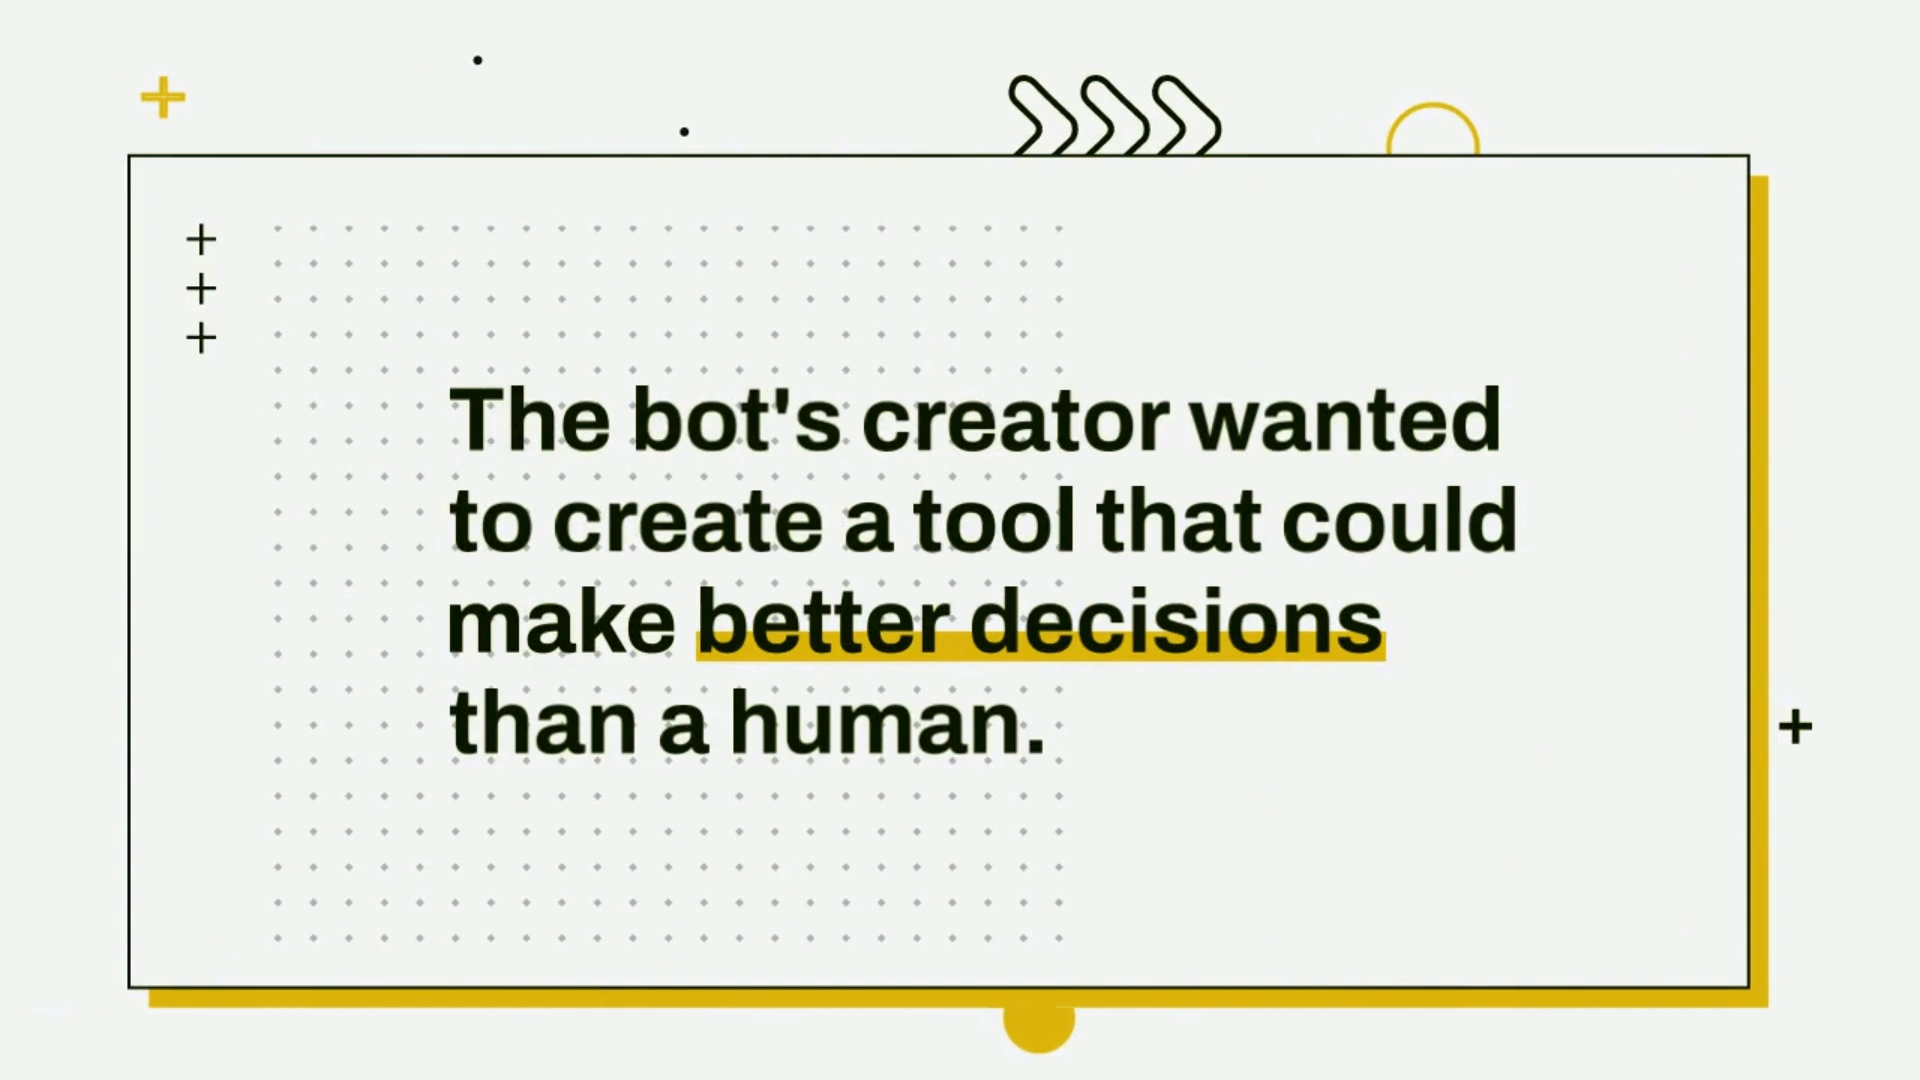 The bot's creator wanted
to create a tool that could
make better decisions
than a human.